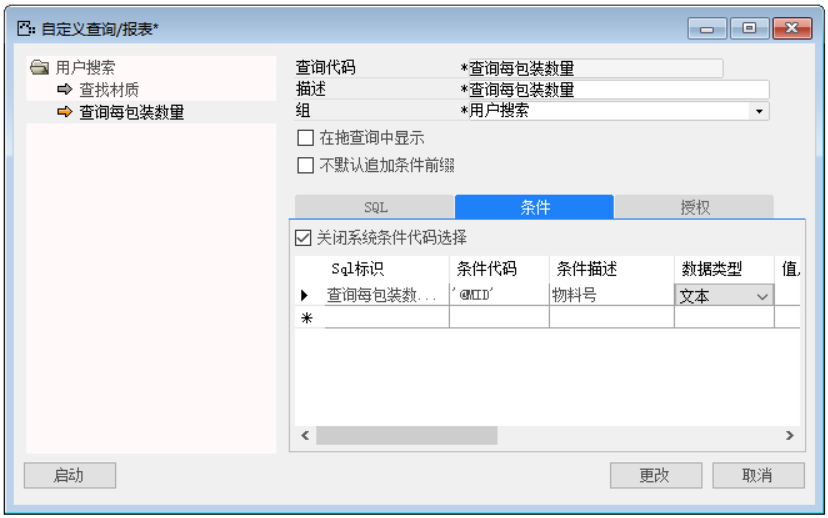 自定义查询/报表*
用户搜索
查找材质
查询每包装数量
查询代码 *查询每包装数量
描述 *查询每包装数量
组 *用户搜索
在拖查询中显示
不默认追加条件前缀
SQL 条件 授权
关闭系统条件代码选择
Sql标识 条件代码 条件描述 数据类型 值
查询每包装数... '@MID' 物料号 文本
启动 更改 取消